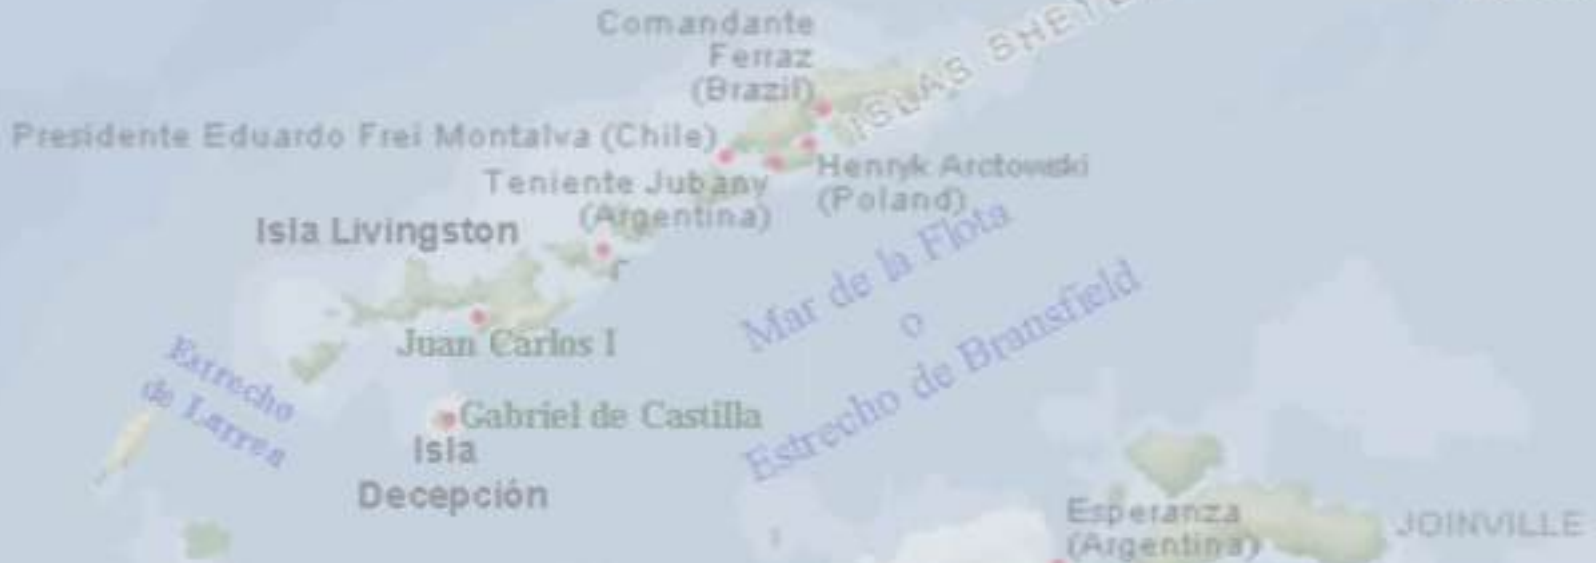 Comandante
Ferraz
(Brazil)
ISLAS
Presidente Eduardo Frei Montalva (Chile)
Henryk Arctowski
(Poland)
Teniente Jubany
(Argentina)
Isla Livingston
Mar de la Flota
o
Estrecho de Bransfield
Juan Carlos I
Estrecho
de Larrea
Gabriel de Castilla
Isla
Decepción
Esperanza
(Argentina)
JOINVILLE